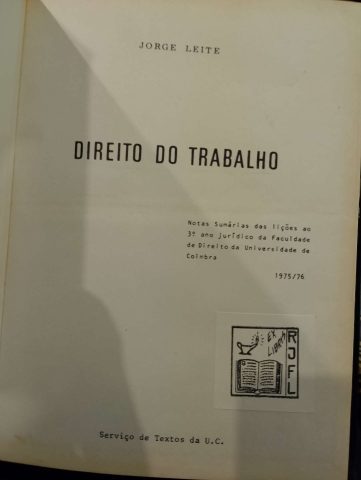 JORGE LEITE
DIREITO DO TRABALHO
Notas Sumárias das lições ao
3º ano jurídico da Faculdade
de Direito da Universidade de
Coimbra
1975/76
EX
LIBRIS
RJFL
Serviço de Textos da U.C.